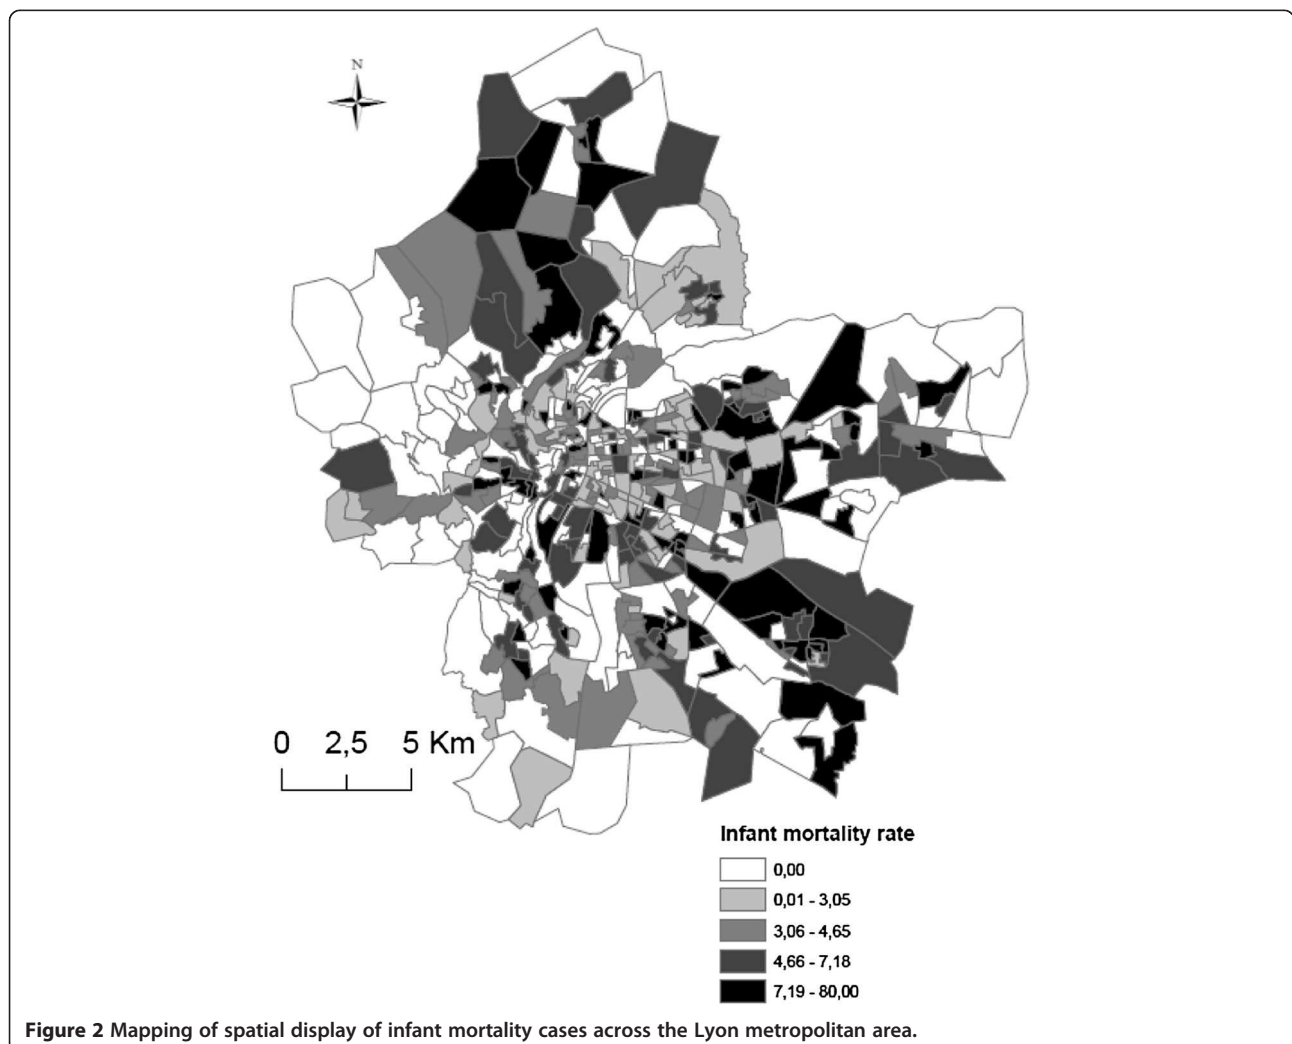 N
0 2,5 5 Km
Infant mortality rate
0,00
0,01 - 3,05
3,06 - 4,65
4,66 - 7,18
7,19 - 80,00
Figure 2 Mapping of spatial display of infant mortality cases across the Lyon metropolitan area.